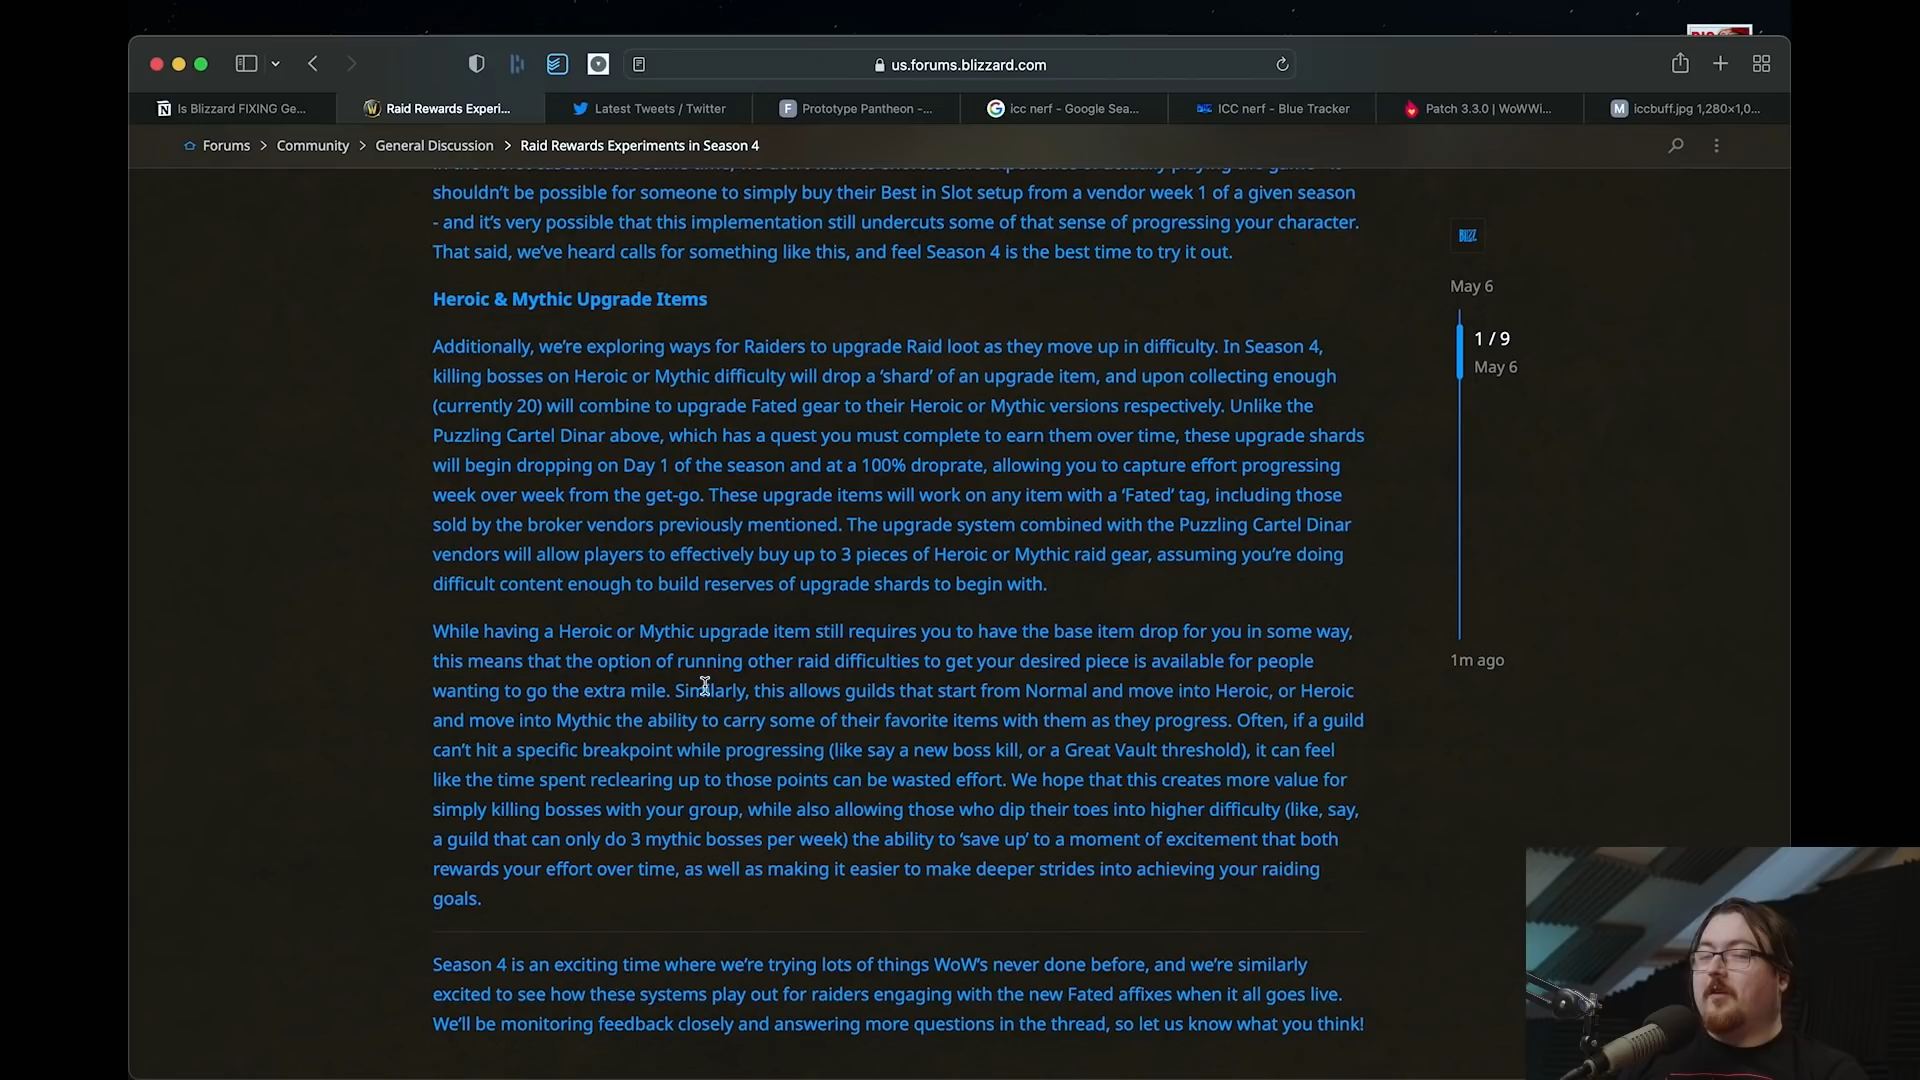 us.forums.blizzard.com
Is Blizzard FIXING Ge...
Raid Rewards Experi...
Latest Tweets / Twitter
Prototype Pantheon -...
icc nerf - Google Sea...
ICC nerf - Blue Tracker
Patch 3.3.0 | WoWWi...
iccbuff.jpg 1,280×1,0...
Forums > Community > General Discussion > Raid Rewards Experiments in Season 4
shouldn't be possible for someone to simply buy their Best in Slot setup from a vendor week 1 of a given season
- and it's very possible that this implementation still undercuts some of that sense of progressing your character.
That said, we've heard calls for something like this, and feel Season 4 is the best time to try it out.
Heroic & Mythic Upgrade Items
Additionally, we're exploring ways for Raiders to upgrade Raid loot as they move up in difficulty. In Season 4,
killing bosses on Heroic or Mythic difficulty will drop a 'shard' of an upgrade item, and upon collecting enough
(currently 20) will combine to upgrade Fated gear to their Heroic or Mythic versions respectively. Unlike the
Puzzling Cartel Dinar above, which has a quest you must complete to earn them over time, these upgrade shards
will begin dropping on Day 1 of the season and at a 100% droprate, allowing you to capture effort progressing
week over week from the get-go. These upgrade items will work on any item with a 'Fated' tag, including those
sold by the broker vendors previously mentioned. The upgrade system combined with the Puzzling Cartel Dinar
vendors will allow players to effectively buy up to 3 pieces of Heroic or Mythic raid gear, assuming you're doing
difficult content enough to build reserves of upgrade shards to begin with.
While having a Heroic or Mythic upgrade item still requires you to have the base item drop for you in some way,
this means that the option of running other raid difficulties to get your desired piece is available for people
wanting to go the extra mile. Similarly, this allows guilds that start from Normal and move into Heroic, or Heroic
and move into Mythic the ability to carry some of their favorite items with them as they progress. Often, if a guild
can't hit a specific breakpoint while progressing (like say a new boss kill, or a Great Vault threshold), it can feel
like the time spent reclearing up to those points can be wasted effort. We hope that this creates more value for
simply killing bosses with your group, while also allowing those who dip their toes into higher difficulty (like, say,
a guild that can only do 3 mythic bosses per week) the ability to 'save up' to a moment of excitement that both
rewards your effort over time, as well as making it easier to make deeper strides into achieving your raiding
goals.
Season 4 is an exciting time where we're trying lots of things WoW's never done before, and we're similarly
excited to see how these systems play out for raiders engaging with the new Fated affixes when it all goes live.
We'll be monitoring feedback closely and answering more questions in the thread, so let us know what you think!
BLIZZ
May 6
1 / 9
May 6
1m ago